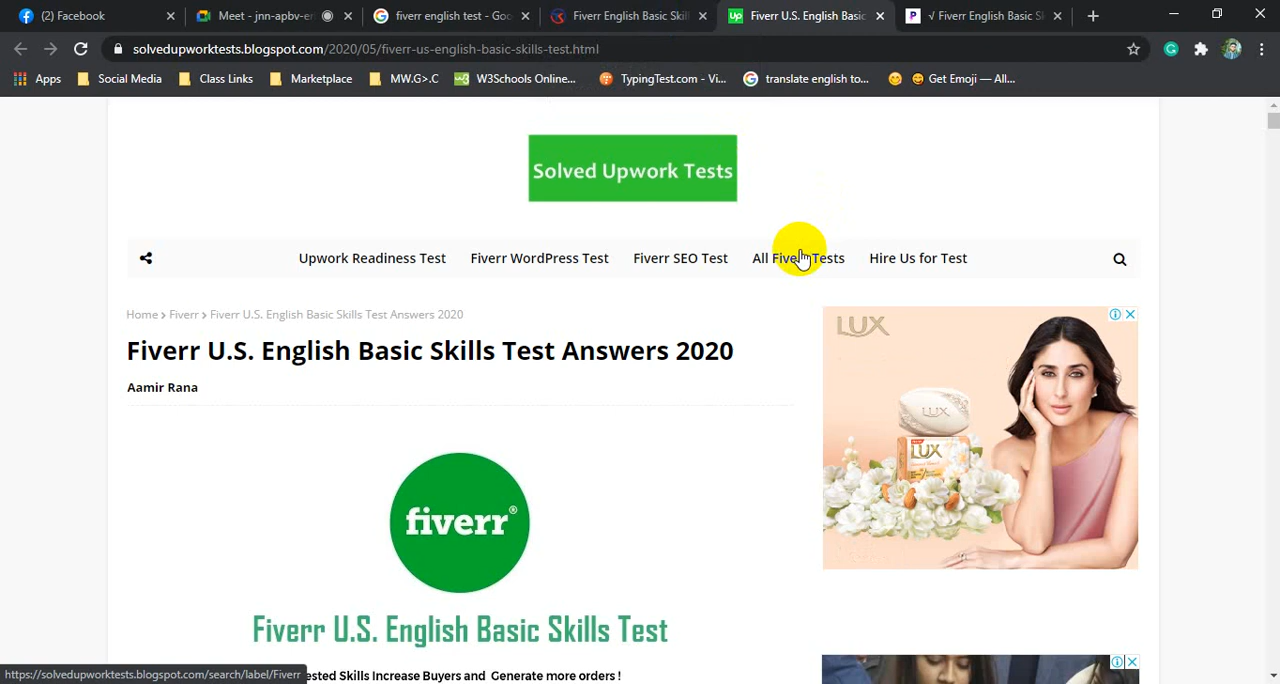 (2) Facebook
Meet - jnn-apbv-er
fiverr english test - Goo
Fiverr English Basic Skil
Fiverr U.S. English Basic
√ Fiverr English Basic S
solvedupworktests.blogspot.com/2020/05/fiverr-us-english-basic-skills-test.html
Apps
Social Media
Class Links
Marketplace
MW.G>.C
W3Schools Online...
TypingTest.com - Vi...
translate english to...
Get Emoji — All...
Solved Upwork Tests
Upwork Readiness Test
Fiverr WordPress Test
Fiverr SEO Test
All Fiverr Tests
Hire Us for Test
Home > Fiverr > Fiverr U.S. English Basic Skills Test Answers 2020
Fiverr U.S. English Basic Skills Test Answers 2020
Aamir Rana
LUX
LUX
LUX
fiverr®
Fiverr U.S. English Basic Skills Test
ested Skills Increase Buyers and Generate more orders !
https://solvedupworktests.blogspot.com/search/label/Fiverr